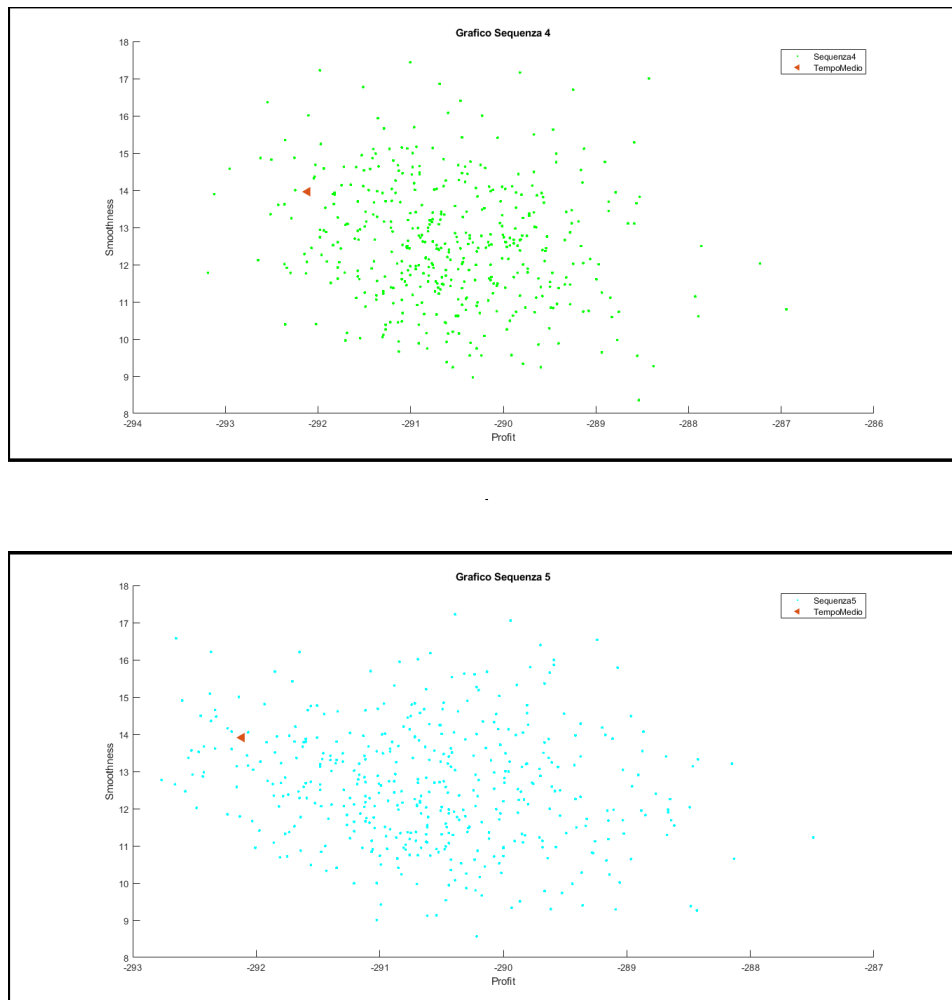 Grafico Sequenza 4
Sequenza4
TempoMedio
Smoothness
18
17
16
15
14
13
12
11
10
9
8
-294 -293 -292 -291 -290 -289 -288 -287 -286
Profit
-
Grafico Sequenza 5
Sequenza5
TempoMedio
Smoothness
18
17
16
15
14
13
12
11
10
9
8
-293 -292 -291 -290 -289 -288 -287
Profit